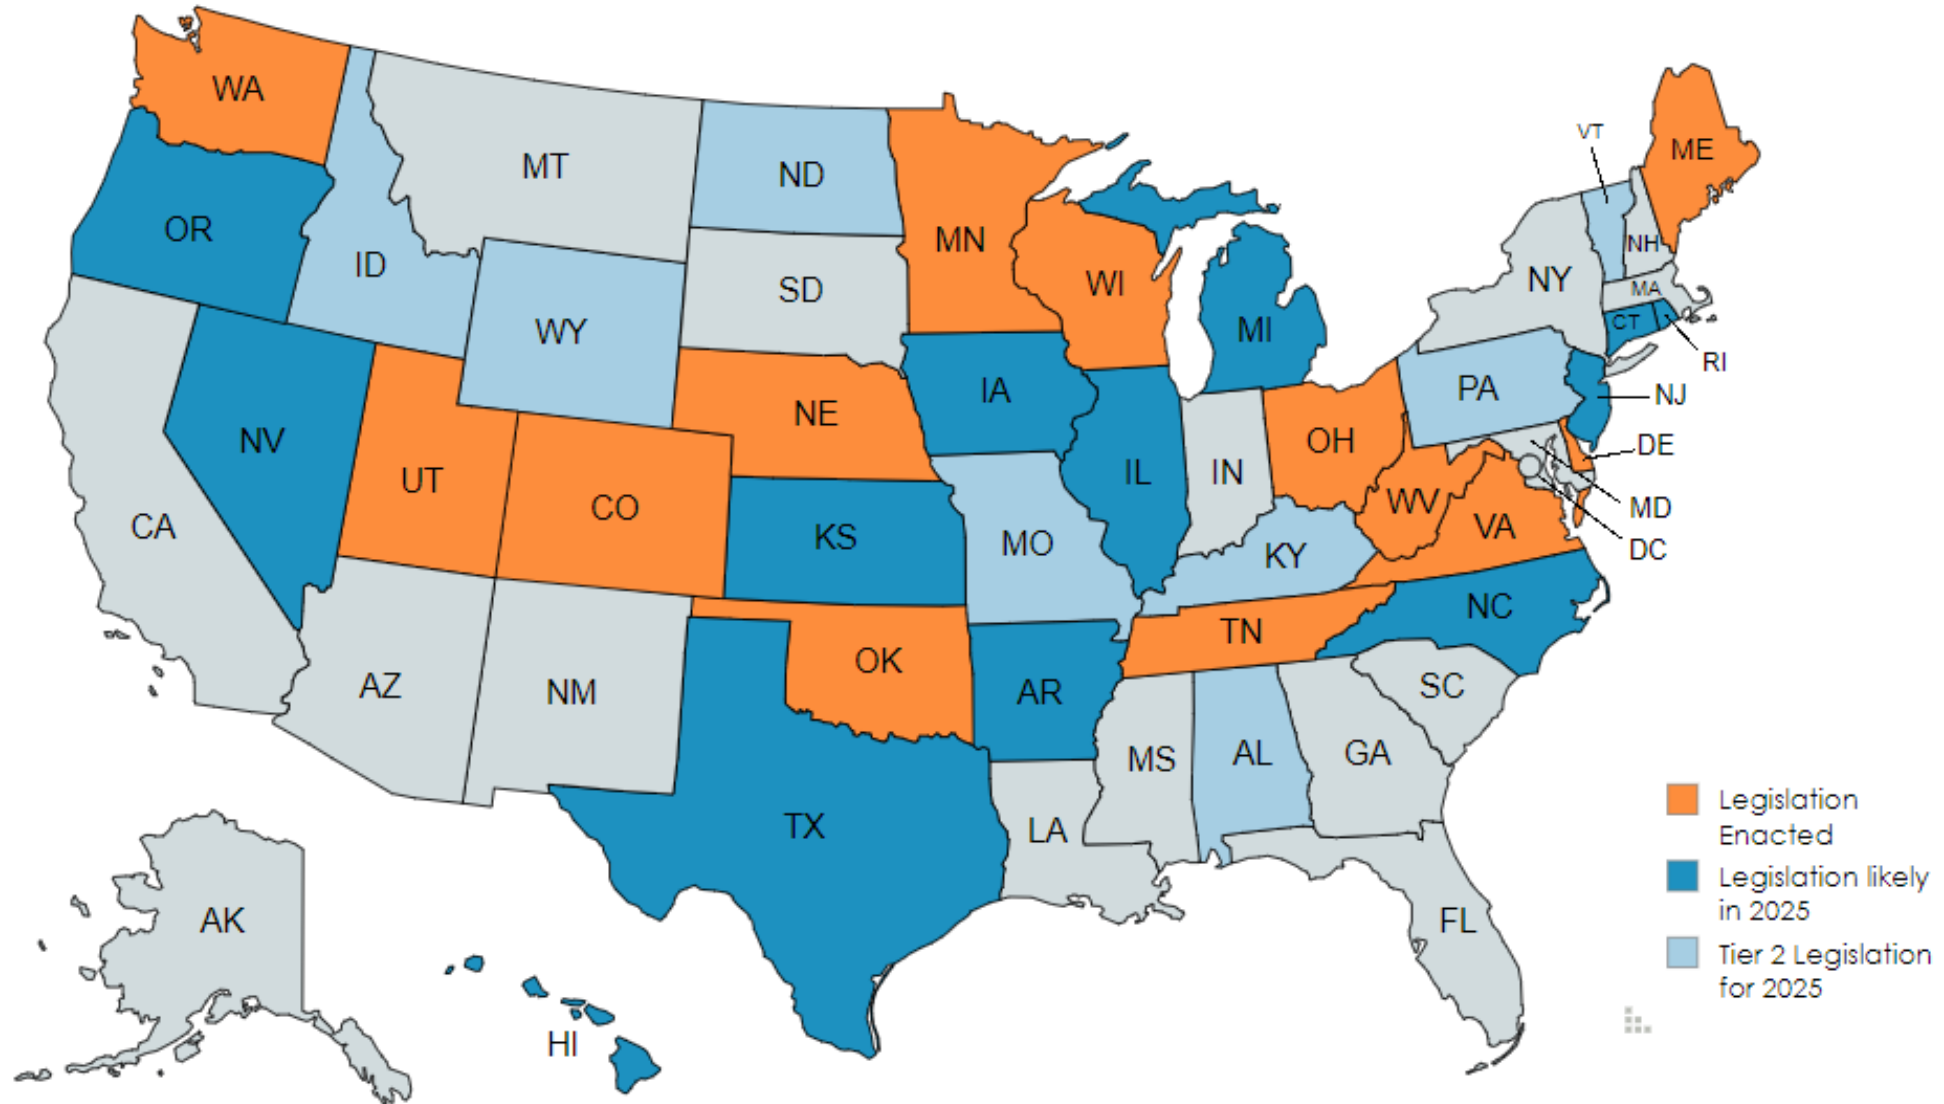 WA
MT
ND
MN
ME
VT
OR
ID
SD
WI
NH
NY
MA
WY
MI
CT
RI
IA
PA
NJ
NE
NV
UT
CO
IL
IN
OH
DE
CA
KS
MO
WV
VA
MD
DC
KY
NC
TN
AZ
NM
OK
AR
SC
MS
AL
GA
TX
LA
AK
FL
HI
Legislation
Enacted
Legislation likely
in 2025
Tier 2 Legislation
for 2025